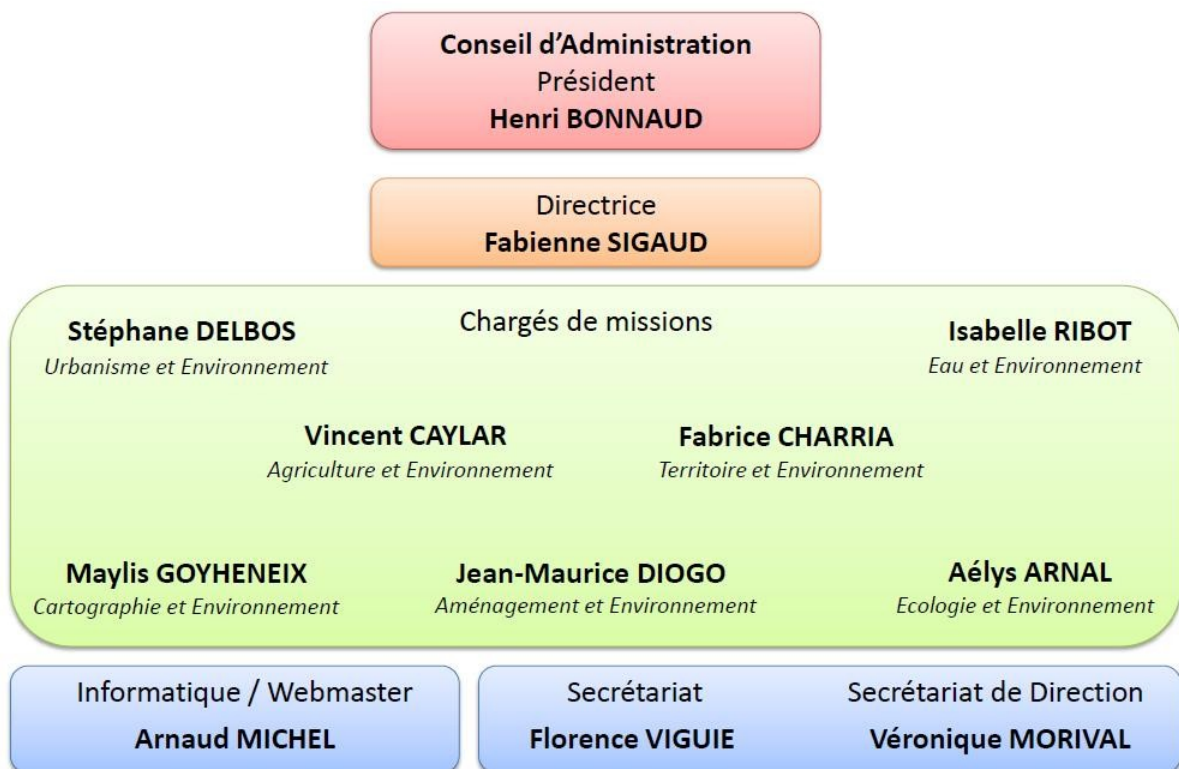 Conseil d'Administration
Président
Henri BONNAUD
Directrice
Fabienne SIGAUD
Chargés de missions
Stéphane DELBOS
Urbanisme et Environnement
Isabelle RIBOT
Eau et Environnement
Vincent CAYLAR
Agriculture et Environnement
Fabrice CHARRIA
Territoire et Environnement
Maylis GOYHENEIX
Cartographie et Environnement
Jean-Maurice DIOGO
Aménagement et Environnement
Aélys ARNAL
Ecologie et Environnement
Informatique / Webmaster
Arnaud MICHEL
Secrétariat
Florence VIGUIE
Secrétariat de Direction
Véronique MORIVAL